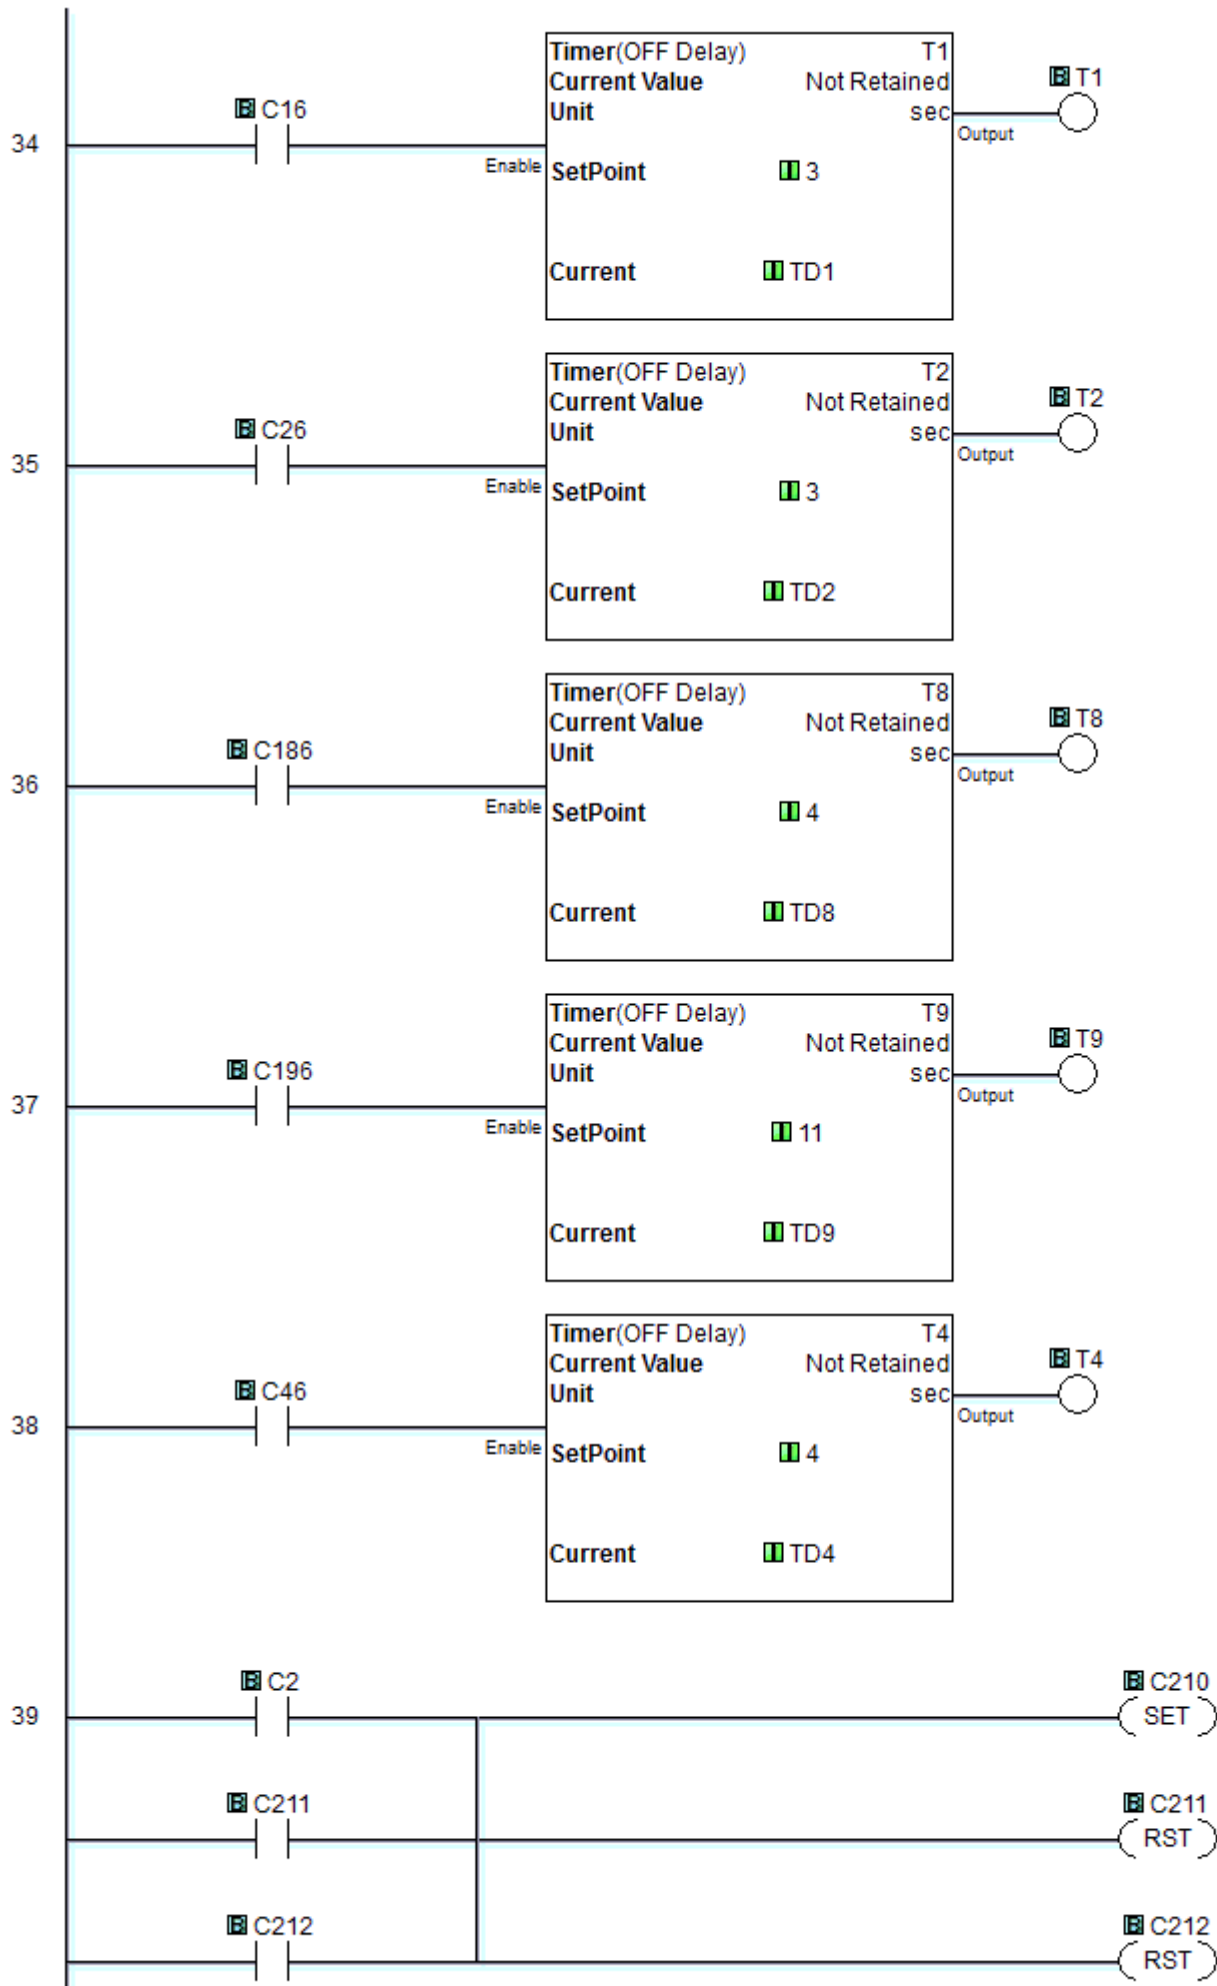 Timer(OFF Delay) T1
Current Value Not Retained
Unit sec
B T1
Output
B C16
34
Enable
SetPoint 3
Current TD1
Timer(OFF Delay) T2
Current Value Not Retained
Unit sec
B T2
Output
B C26
35
Enable
SetPoint 3
Current TD2
Timer(OFF Delay) T8
Current Value Not Retained
Unit sec
B T8
Output
B C186
36
Enable
SetPoint 4
Current TD8
Timer(OFF Delay) T9
Current Value Not Retained
Unit sec
B T9
Output
B C196
37
Enable
SetPoint 11
Current TD9
Timer(OFF Delay) T4
Current Value Not Retained
Unit sec
B T4
Output
B C46
38
Enable
SetPoint 4
Current TD4
B C2 B C210
39 SET
B C211 B C211
RST
B C212 B C212
RST